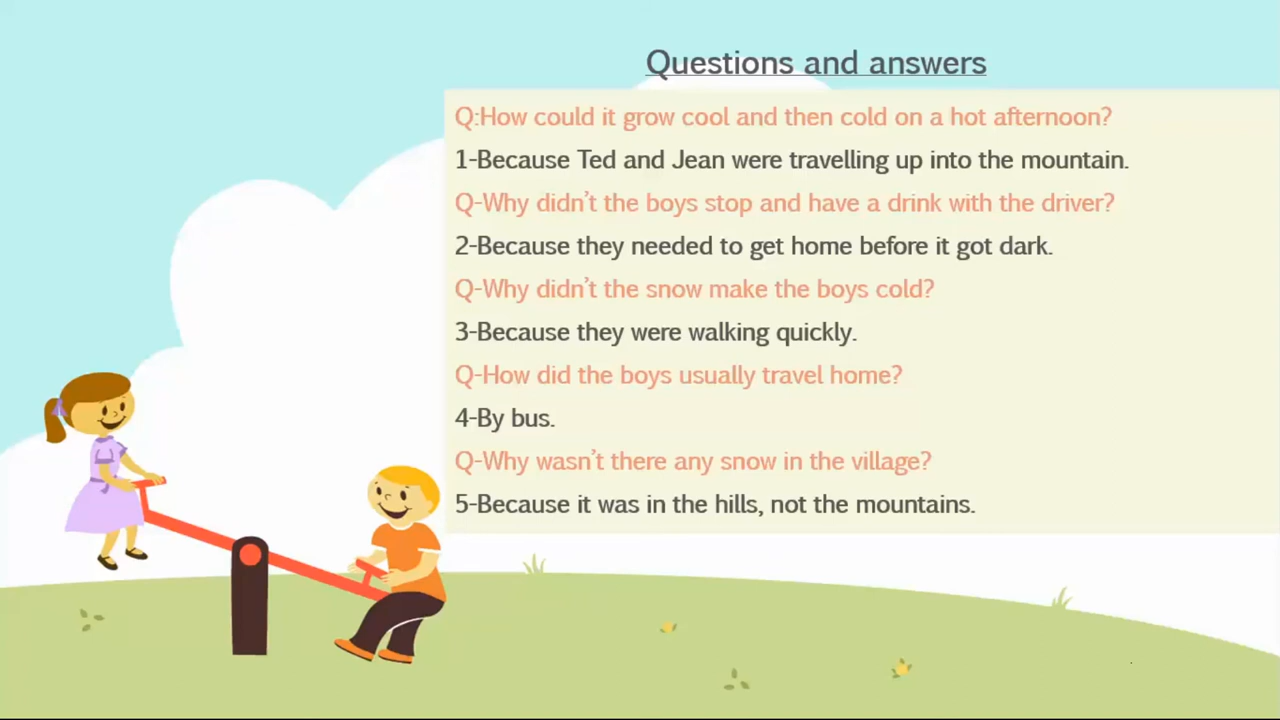 Questions and answers
Q:How could it grow cool and then cold on a hot afternoon?
1-Because Ted and Jean were travelling up into the mountain.
Q-Why didn't the boys stop and have a drink with the driver?
2-Because they needed to get home before it got dark.
Q-Why didn't the snow make the boys cold?
3-Because they were walking quickly.
Q-How did the boys usually travel home?
4-By bus.
Q-Why wasn't there any snow in the village?
5-Because it was in the hills, not the mountains.